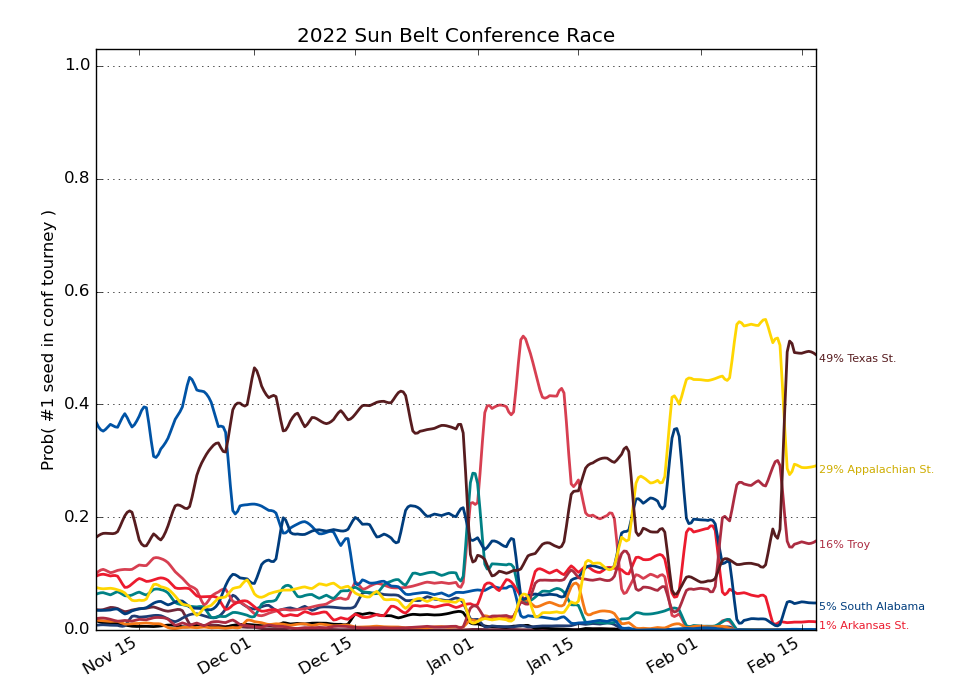 2022 Sun Belt Conference Race
Prob( #1 seed in conf tourney )
1.0
0.8
0.6
0.4
0.2
0.0
49% Texas St.
29% Appalachian St.
16% Troy
5% South Alabama
1% Arkansas St.
Nov 15
Dec 01
Dec 15
Jan 01
Jan 15
Feb 01
Feb 15